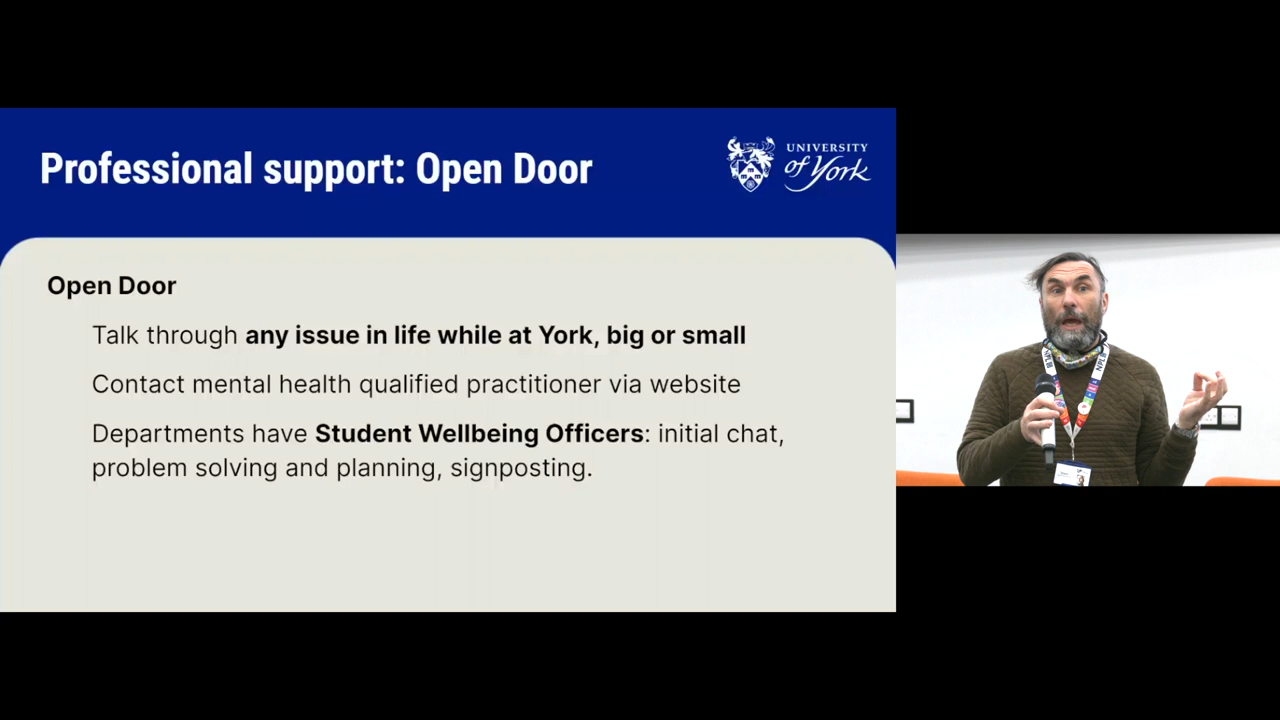 Professional support: Open Door
UNIVERSITY
of York
Open Door
Talk through any issue in life while at York, big or small
Contact mental health qualified practitioner via website
Departments have Student Wellbeing Officers: initial chat,
problem solving and planning, signposting.